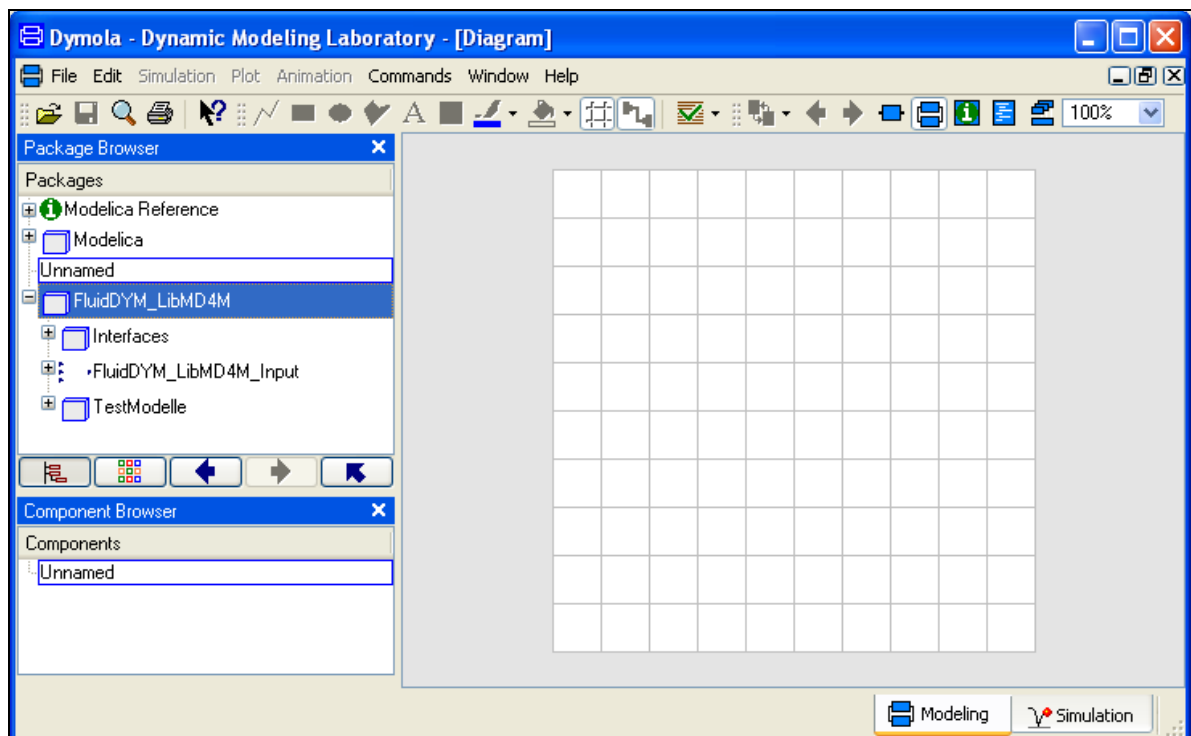 Dymola - Dynamic Modeling Laboratory - [Diagram]
File Edit Simulation Plot Animation Commands Window Help
A 100%
Package Browser
Packages
Modelica Reference
Modelica
Unnamed
FluidDYM_LibMD4M
Interfaces
FluidDYM_LibMD4M_Input
TestModelle
Component Browser
Components
Unnamed
Modeling Simulation